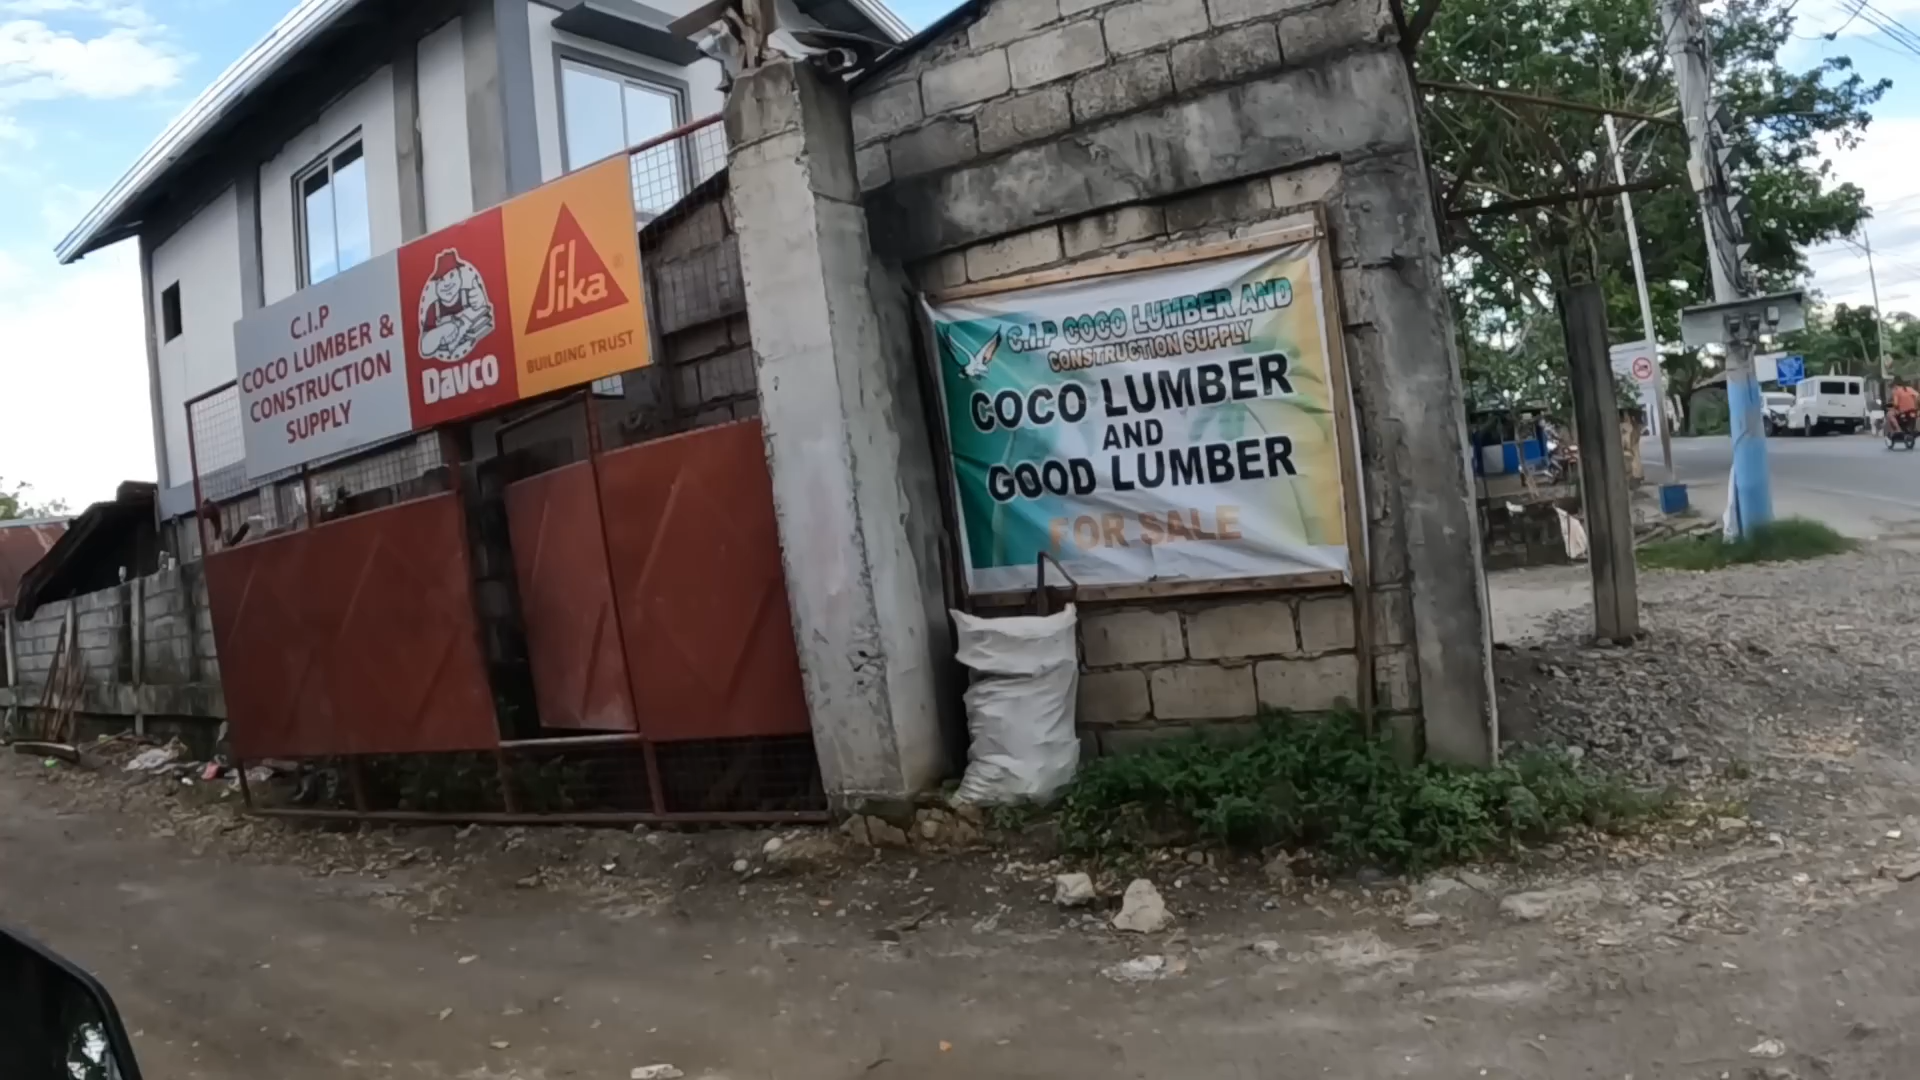 C.I.P
COCO LUMBER &
CONSTRUCTION
SUPPLY
Davco
Sika
BUILDING TRUST
C.I.P COCO LUMBER AND
CONSTRUCTION SUPPLY
COCO LUMBER
AND
GOOD LUMBER
FOR SALE